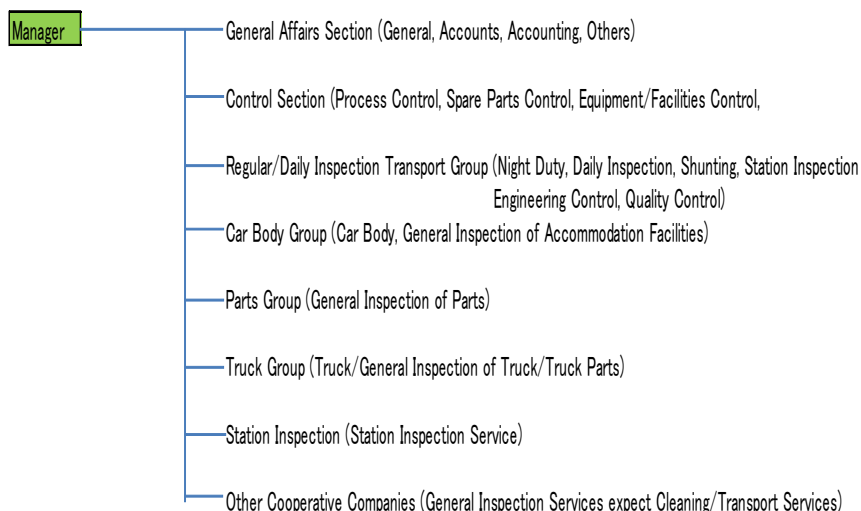 Manager
General Affairs Section (General, Accounts, Accounting, Others)
Control Section (Process Control, Spare Parts Control, Equipment/Facilities Control,
Regular/Daily Inspection Transport Group (Night Duty, Daily Inspection, Shunting, Station Inspection
Engineering Control, Quality Control)
Car Body Group (Car Body, General Inspection of Accommodation Facilities)
Parts Group (General Inspection of Parts)
Truck Group (Truck/General Inspection of Truck/Truck Parts)
Station Inspection (Station Inspection Service)
Other Cooperative Companies (General Inspection Services expect Cleaning/Transport Services)